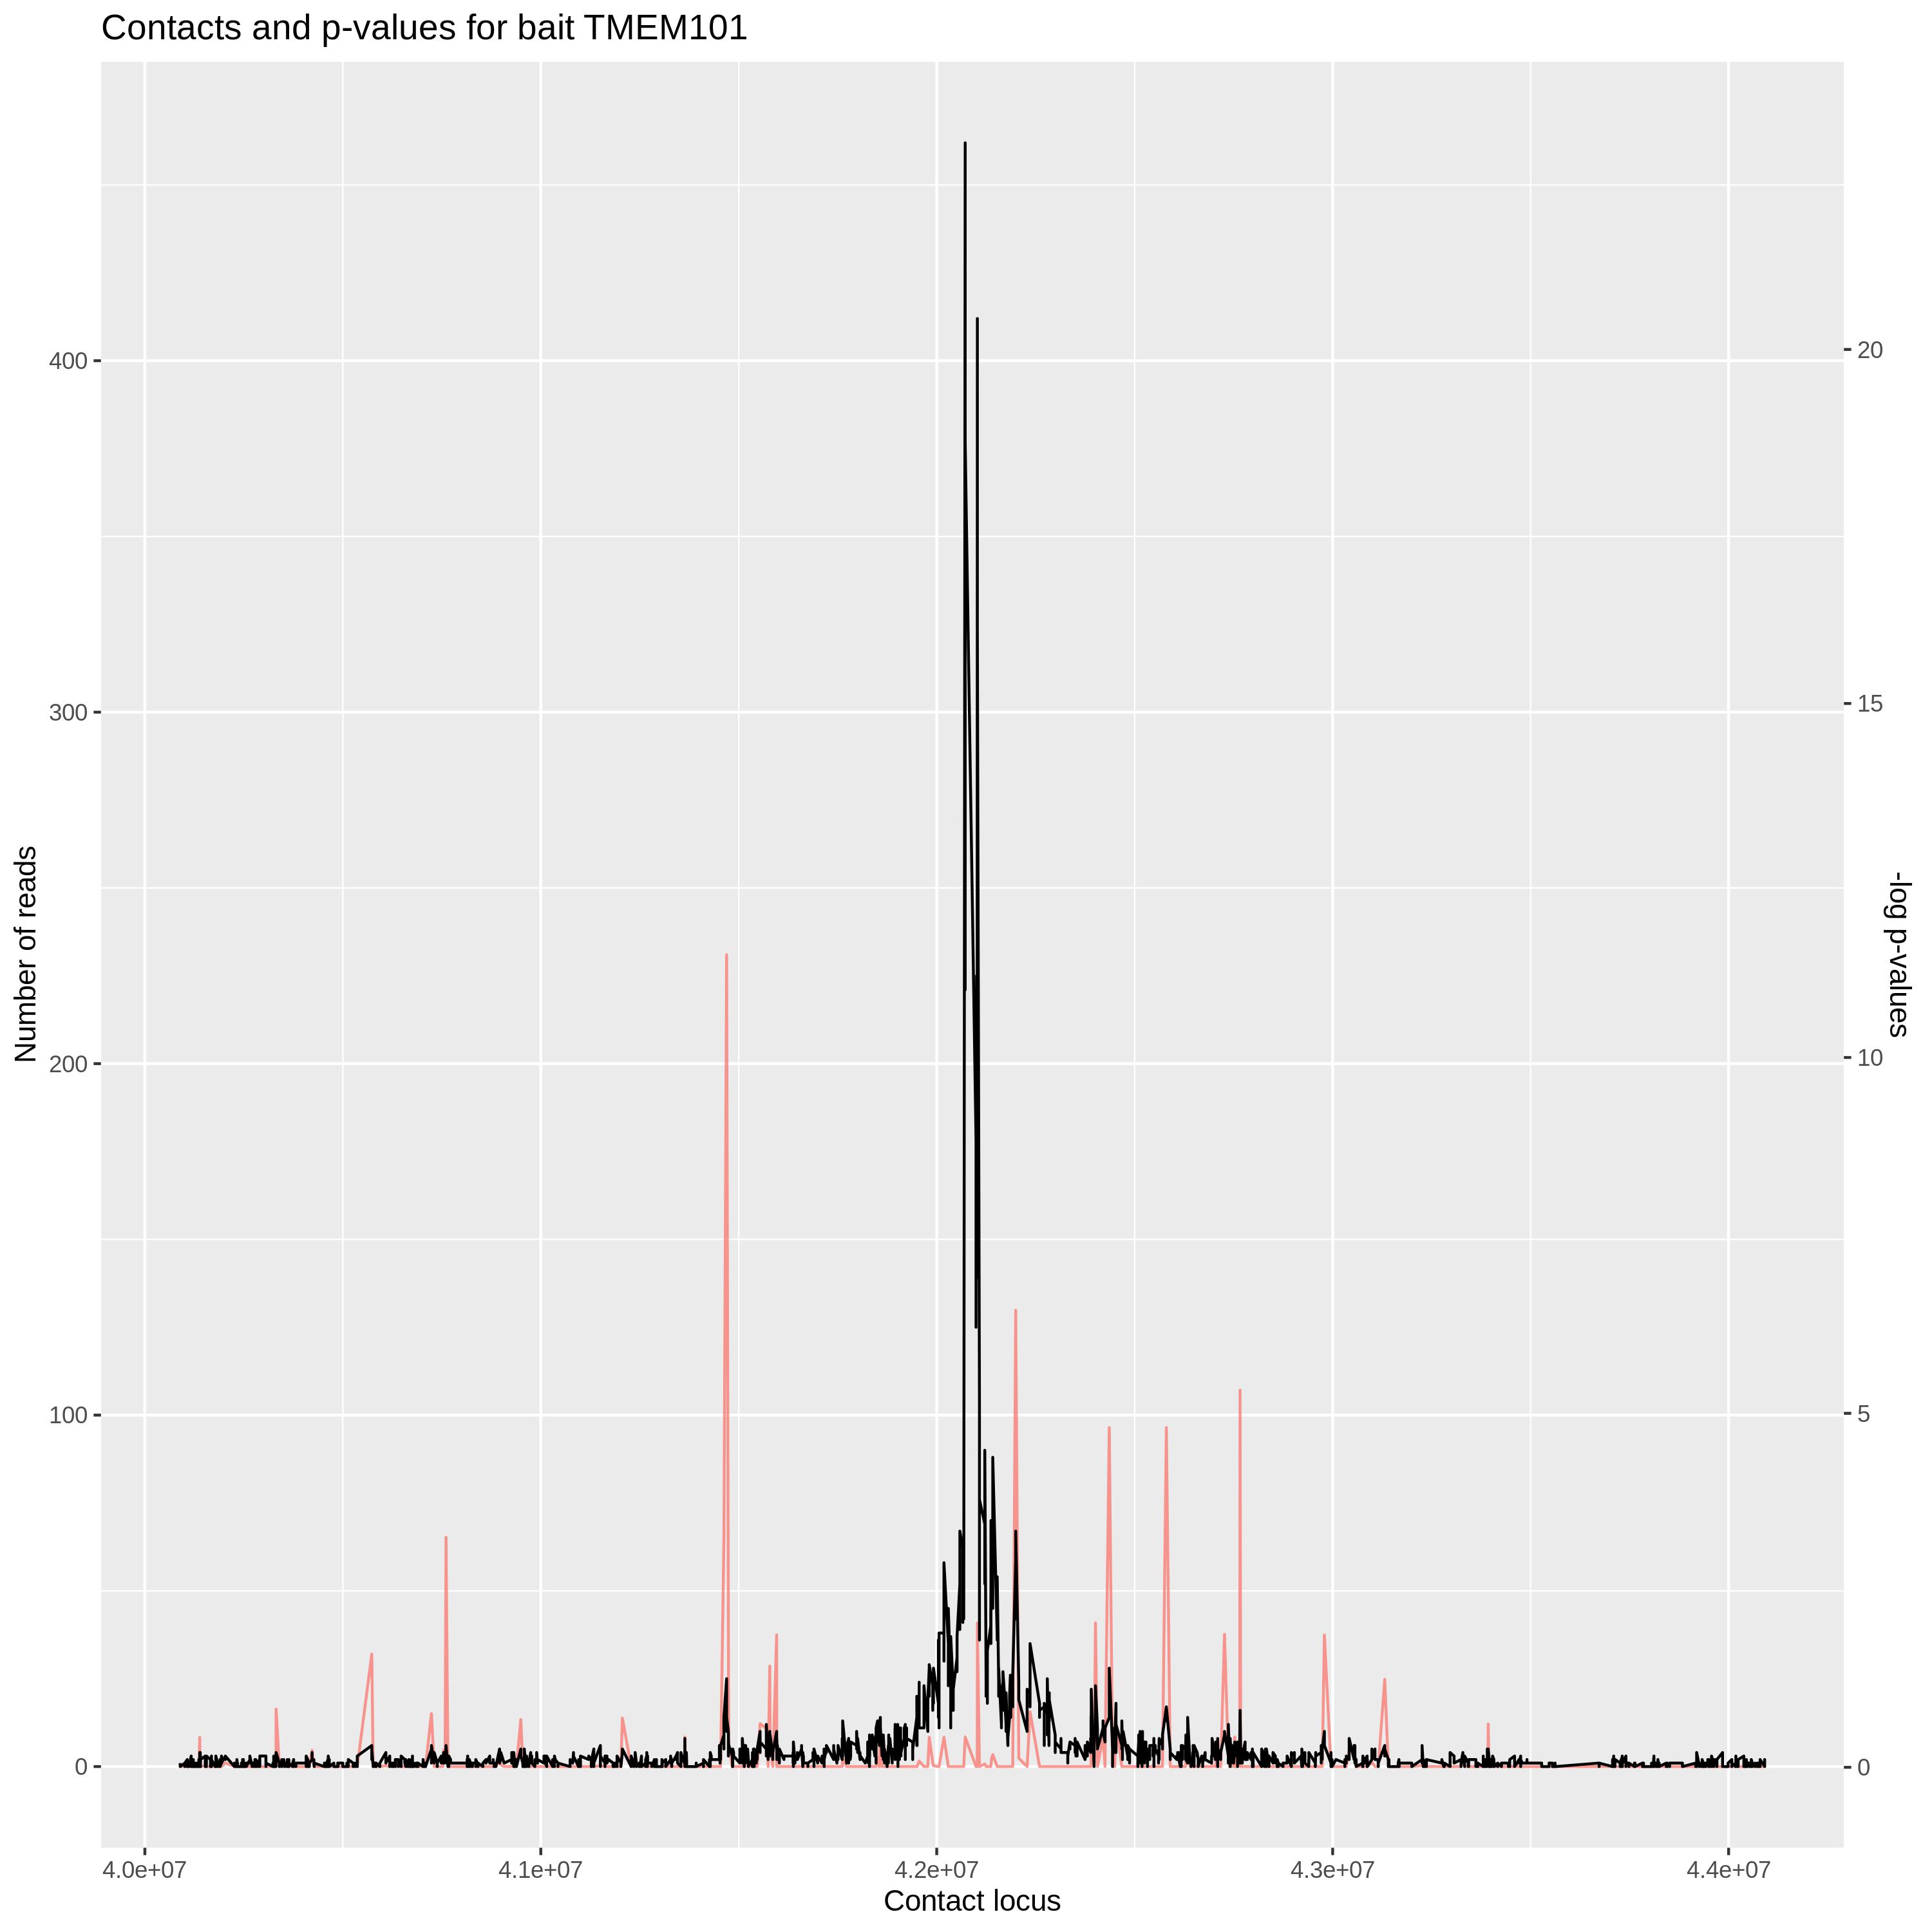 Contacts and p-values for bait TMEM101
Number of reads
400
300
200
100
0
20
15
10
5
0
-log p-values
4.0e+07 4.1e+07 4.2e+07 4.3e+07 4.4e+07
Contact locus